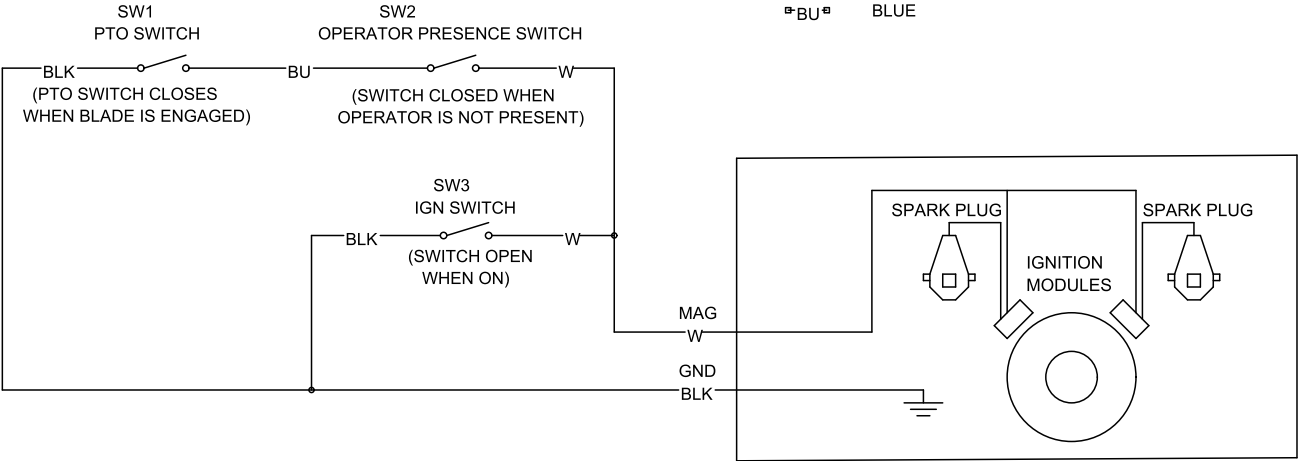 SW1
PTO SWITCH
SW2
OPERATOR PRESENCE SWITCH
BU BLUE
BLK
BU
W
(PTO SWITCH CLOSES
WHEN BLADE IS ENGAGED)
(SWITCH CLOSED WHEN
OPERATOR IS NOT PRESENT)
SW3
IGN SWITCH
BLK
W
(SWITCH OPEN
WHEN ON)
SPARK PLUG
SPARK PLUG
IGNITION
MODULES
MAG
W
GND
BLK